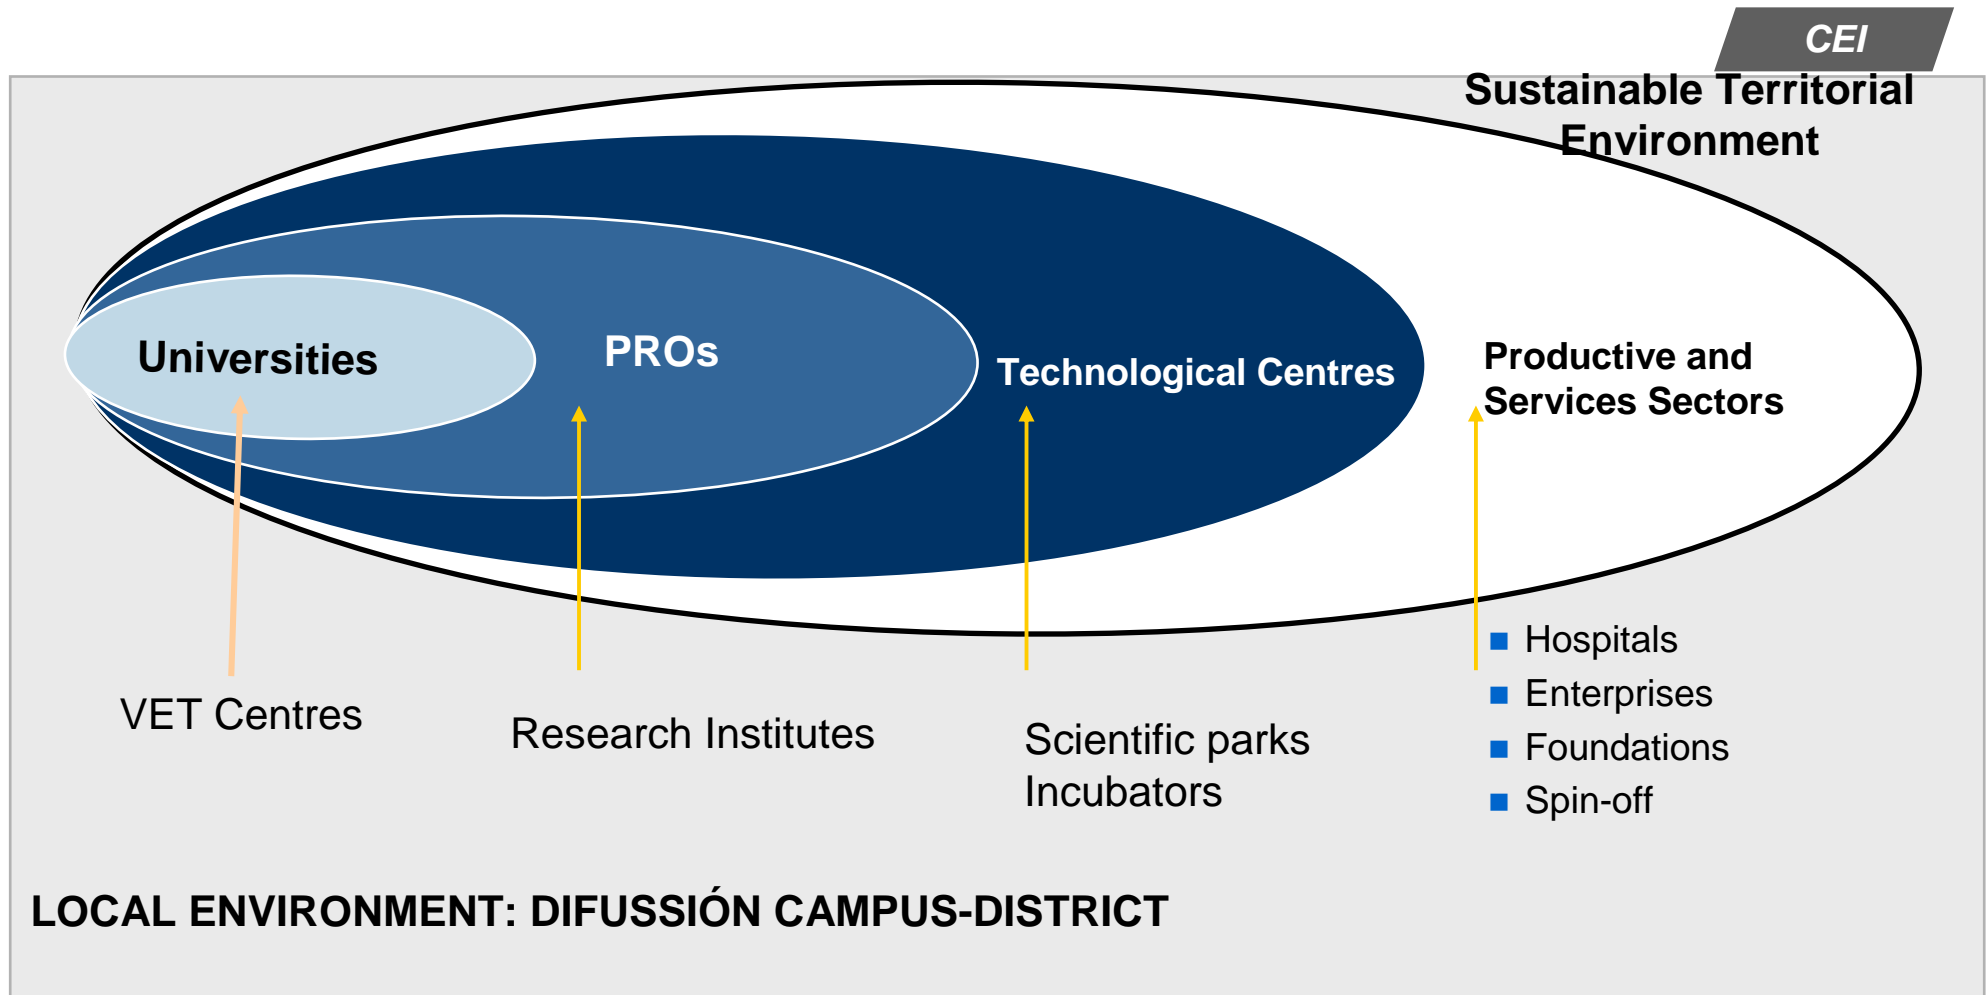 CEI
Sustainable Territorial
Environment
Universities
PROs
Technological Centres
Productive and
Services Sectors
VET Centres
Research Institutes
Scientific parks
Incubators
Hospitals
Enterprises
Foundations
Spin-off
LOCAL ENVIRONMENT: DIFUSSIÓN CAMPUS-DISTRICT